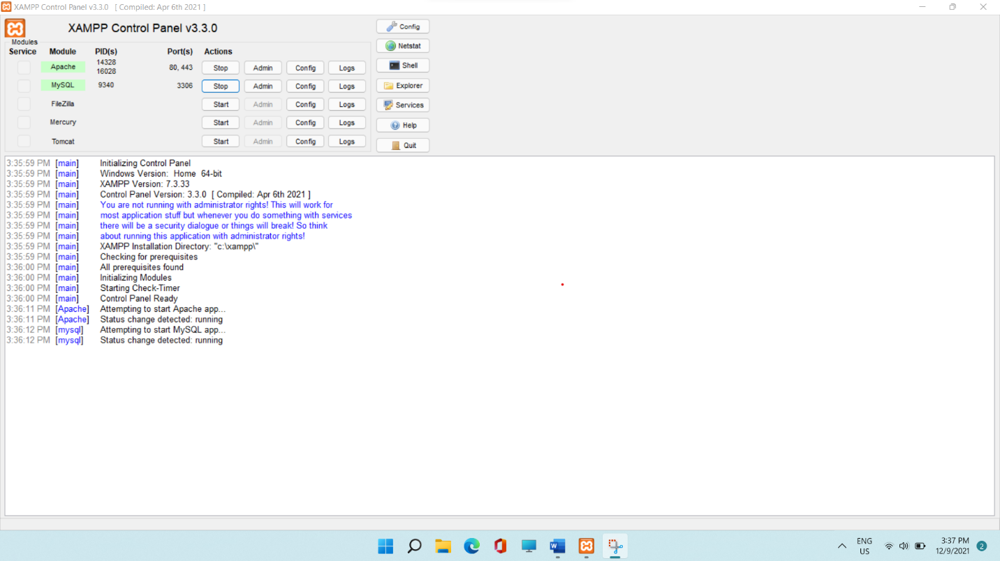 XAMPP Control Panel v3.3.0 [ Compiled: Apr 6th 2021 ]
XAMPP Control Panel v3.3.0
Config
Modules
Service Module PID(s) Port(s) Actions
Netstat
Apache 14328 16028 80, 443 Stop Admin Config Logs
Shell
MySQL 9340 3306 Stop Admin Config Logs
Explorer
FileZilla Start Admin Config Logs
Services
Mercury Start Admin Config Logs
Help
Tomcat Start Admin Config Logs
Quit
3:35:59 PM [main] Initializing Control Panel
3:35:59 PM [main] Windows Version: Home 64-bit
3:35:59 PM [main] XAMPP Version: 7.3.33
3:35:59 PM [main] Control Panel Version: 3.3.0 [ Compiled: Apr 6th 2021 ]
3:35:59 PM [main] You are not running with administrator rights! This will work for
3:35:59 PM [main] most application stuff but whenever you do something with services
3:35:59 PM [main] there will be a security dialogue or things will break! So think
3:35:59 PM [main] about running this application with administrator rights!
3:35:59 PM [main] XAMPP Installation Directory: "c:\xampp\"
3:35:59 PM [main] Checking for prerequisites
3:36:00 PM [main] All prerequisites found
3:36:00 PM [main] Initializing Modules
3:36:00 PM [main] Starting Check-Timer
3:36:00 PM [main] Control Panel Ready
3:36:11 PM [Apache] Attempting to start Apache app...
3:36:11 PM [Apache] Status change detected: running
3:36:12 PM [mysql] Attempting to start MySQL app...
3:36:12 PM [mysql] Status change detected: running
W
ENG
US
3:37 PM
12/9/2021
2